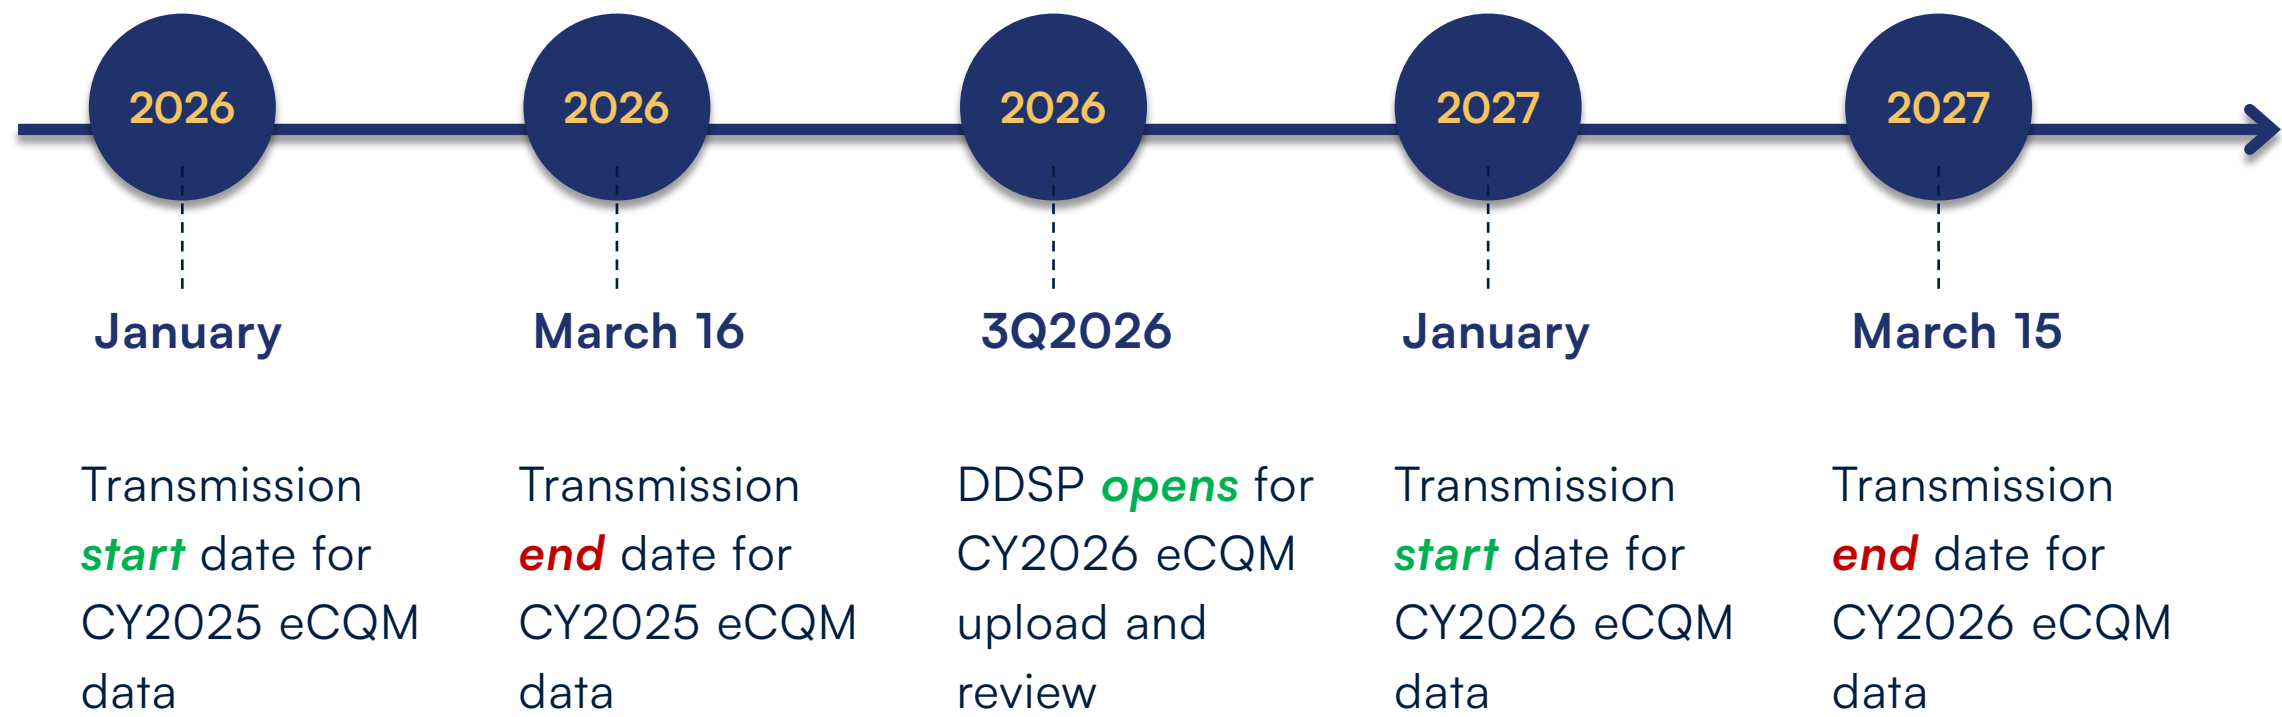 2026
2026
2026
2027
2027
January
March 16
3Q2026
January
March 15
Transmission
start date for
CY2025 eCQM
data
Transmission
end date for
CY2025 eCQM
data
DDSP opens for
CY2026 eCQM
upload and
review
Transmission
start date for
CY2026 eCQM
data
Transmission
end date for
CY2026 eCQM
data